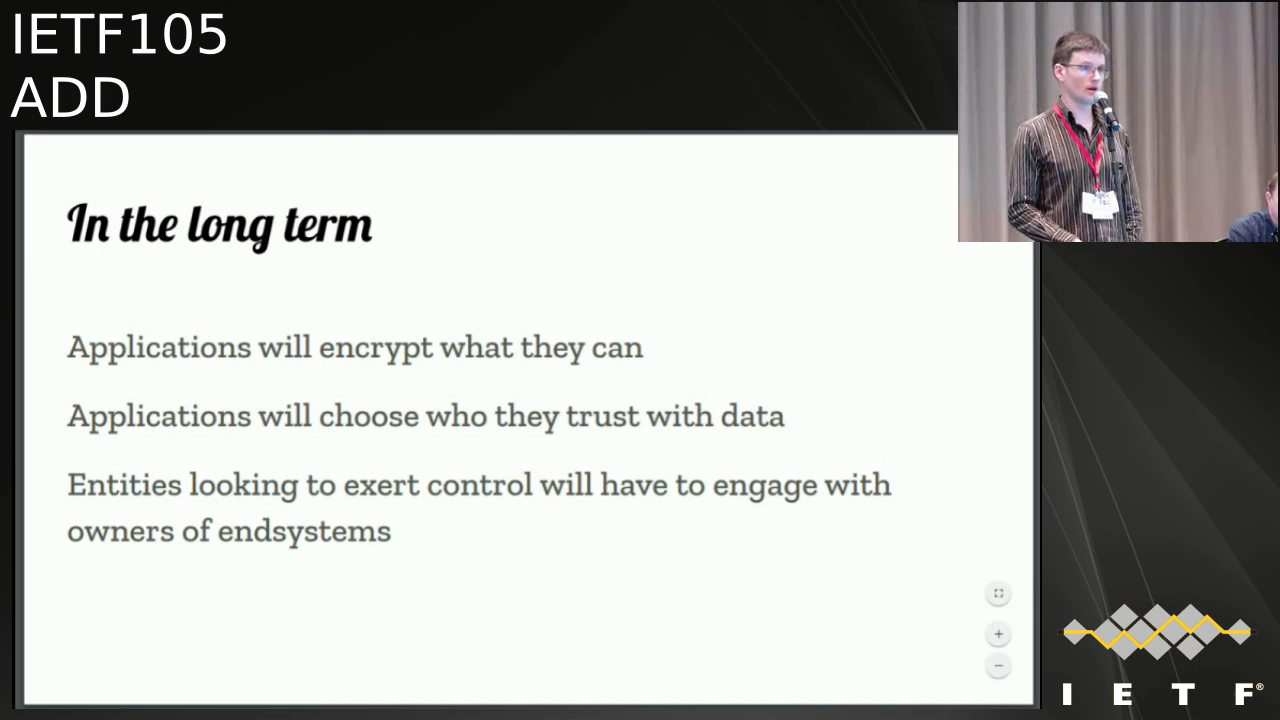 IETF105
ADD
In the long term
Applications will encrypt what they can
Applications will choose who they trust with data
Entities looking to exert control will have to engage with
owners of endsystems
I E T F®